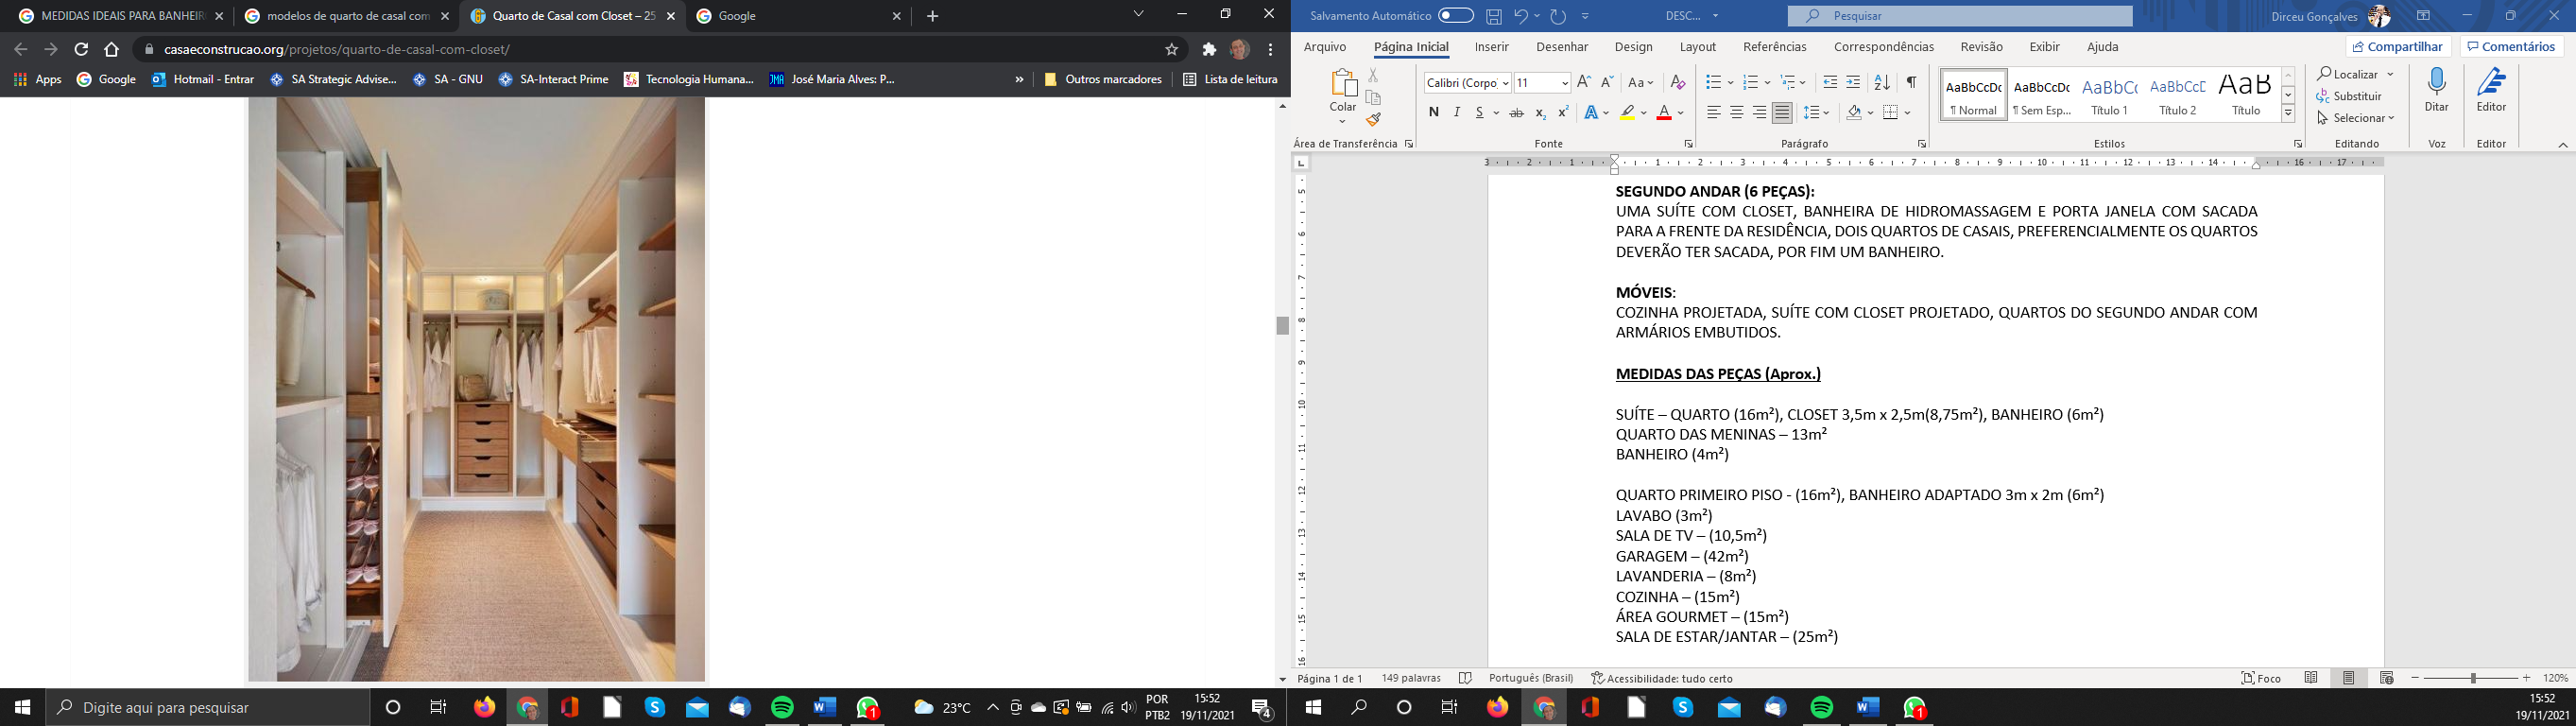 MEDIDAS IDEAIS PARA BANHEIR
modelos de quarto de casal com
Quarto de Casal com Closet – 25
Google
casaeconstrucao.org/projetos/quarto-de-casal-com-closet/
Apps
Google
Hotmail - Entrar
SA Strategic Advise...
SA - GNU
SA-Interact Prime
Tecnologia Humana...
José Maria Alves: P...
»
Outros marcadores
Lista de leitura
Salvamento Automático
DESC...
Pesquisar
Dirceu Gonçalves
Arquivo
Página Inicial
Inserir
Desenhar
Design
Layout
Referências
Correspondências
Revisão
Exibir
Ajuda
Compartilhar
Comentários
Colar
Calibri (Corpo)
11
Aa
N I S ab x₂ x²
AaBbCcDc
¶ Normal
AaBbCcDc
¶ Sem Esp...
AaBbCc
Título 1
AaBbCcD
Título 2
AaB
Título
Localizar
Substituir
Selecionar
Ditar
Editor
Área de Transferência
Fonte
Parágrafo
Estilos
Editando
Voz
Editor
SEGUNDO ANDAR (6 PEÇAS):
UMA SUÍTE COM CLOSET, BANHEIRA DE HIDROMASSAGEM E PORTA JANELA COM SACADA
PARA A FRENTE DA RESIDÊNCIA, DOIS QUARTOS DE CASAIS, PREFERENCIALMENTE OS QUARTOS
DEVERÃO TER SACADA, POR FIM UM BANHEIRO.
MÓVEIS:
COZINHA PROJETADA, SUÍTE COM CLOSET PROJETADO, QUARTOS DO SEGUNDO ANDAR COM
ARMÁRIOS EMBUTIDOS.
MEDIDAS DAS PEÇAS (Aprox.)
SUÍTE – QUARTO (16m²), CLOSET 3,5m x 2,5m(8,75m²), BANHEIRO (6m²)
QUARTO DAS MENINAS – 13m²
BANHEIRO (4m²)
QUARTO PRIMEIRO PISO - (16m²), BANHEIRO ADAPTADO 3m x 2m (6m²)
LAVABO (3m²)
SALA DE TV – (10,5m²)
GARAGEM – (42m²)
LAVANDERIA – (8m²)
COZINHA – (15m²)
ÁREA GOURMET – (15m²)
SALA DE ESTAR/JANTAR – (25m²)
Página 1 de 1
149 palavras
Português (Brasil)
Acessibilidade: tudo certo
Foco
120%
Digite aqui para pesquisar
23°C
POR
PTB2
15:52
19/11/2021
4
15:52
19/11/2021